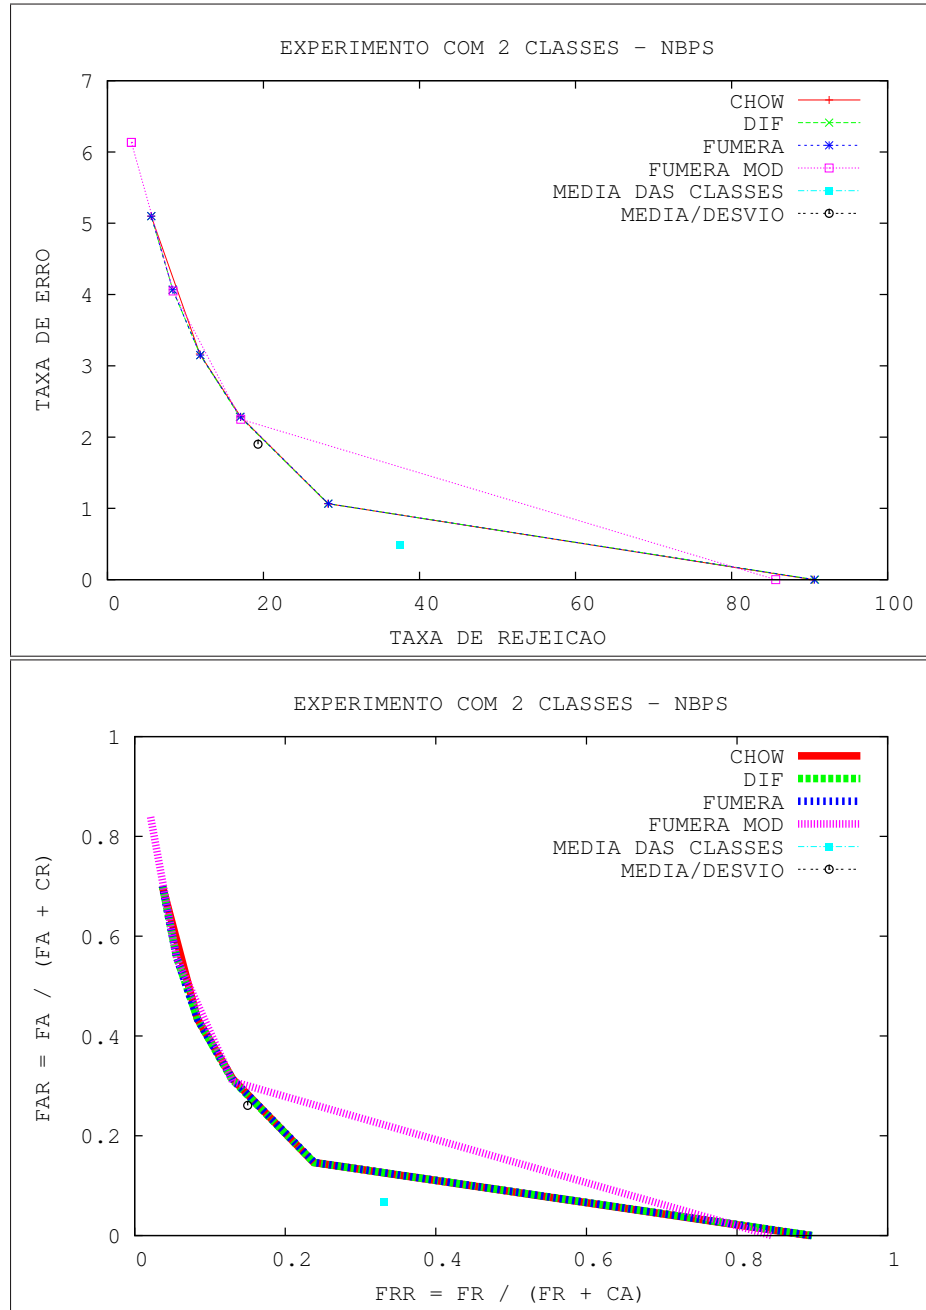 EXPERIMENTO COM 2 CLASSES - NBPS
7
6
5
4
3
2
1
0
TAXA DE ERRO
CHOW
DIF
FUMERA
FUMERA MOD
MEDIA DAS CLASSES
MEDIA/DESVIO
0 20 40 60 80 100
TAXA DE REJEICAO
EXPERIMENTO COM 2 CLASSES - NBPS
1
0.8
0.6
0.4
0.2
0
FAR = FA / (FA + CR)
CHOW
DIF
FUMERA
FUMERA MOD
MEDIA DAS CLASSES
MEDIA/DESVIO
0 0.2 0.4 0.6 0.8 1
FRR = FR / (FR + CA)